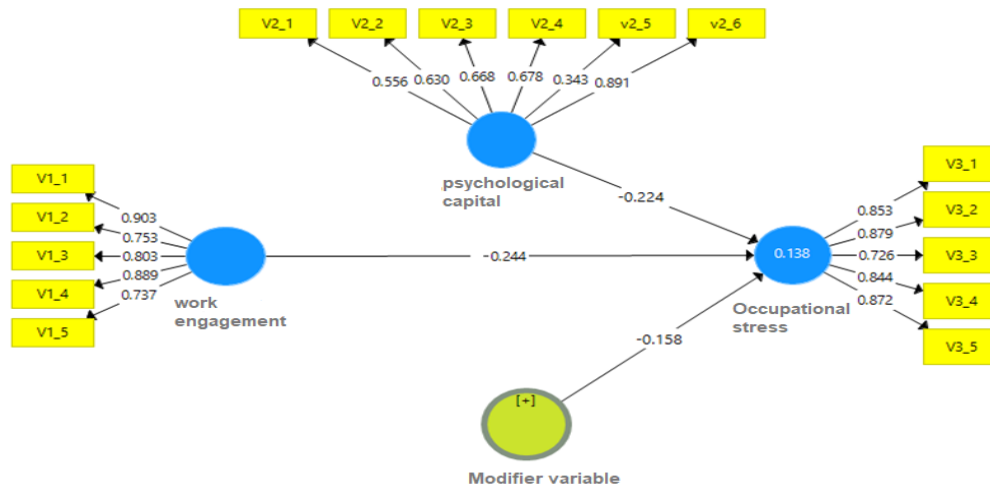 V2_1
V2_2
V2_3
V2_4
v2_5
v2_6
0.556
0.630
0.668
0.678
0.343
0.891
psychological
capital
-0.224
V1_1
V1_2
V1_3
V1_4
V1_5
0.903
0.753
0.803
0.889
0.737
work
engagement
-0.244
0.138
Occupational
stress
0.853
0.879
0.726
0.844
0.872
V3_1
V3_2
V3_3
V3_4
V3_5
-0.158
[+]
Modifier variable